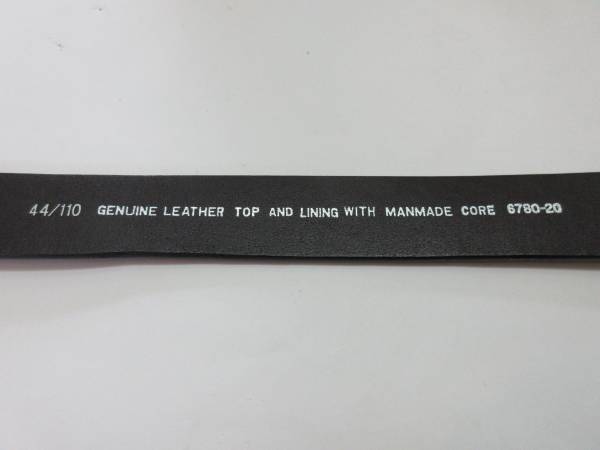 44/110 GENUINE LEATHER TOP AND LINING WITH MANMADE CORE 6780-20